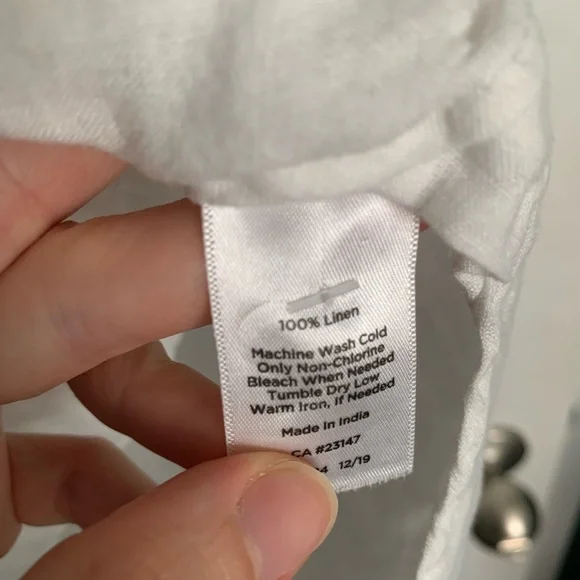 100% Linen
Machine Wash Cold
Only Non-Chlorine
Bleach When Needed
Tumble Dry Low
Warm Iron, If Needed
Made In India
CA #23147
12/19